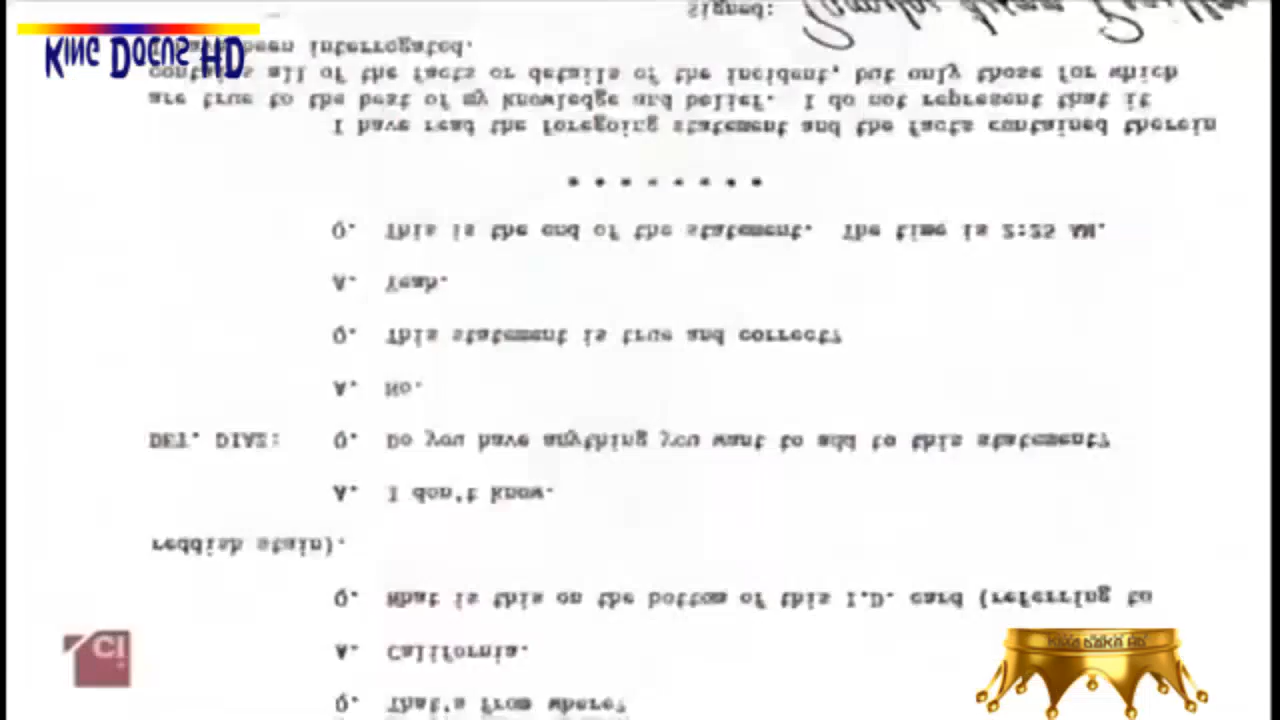 Q. That's from where?
A. California.
Q. What is this on the bottom of this I.D. card (referring to
reddish stain).
A. I don't know.
DET. DIAZ: Q. Do you have anything you want to add to this statement?
A. No.
Q. This statement is true and correct?
A. Yeah.
Q. This is the end of the statement. The time is 2:25 AM.
* * * * * * * *
I have read the foregoing statement and the facts contained therein
are true to the best of my knowledge and belief. I do not represent that it
contains all of the facts or details of the incident, but only those for which
been interrogated.
Signed:
King Docus HD
CI